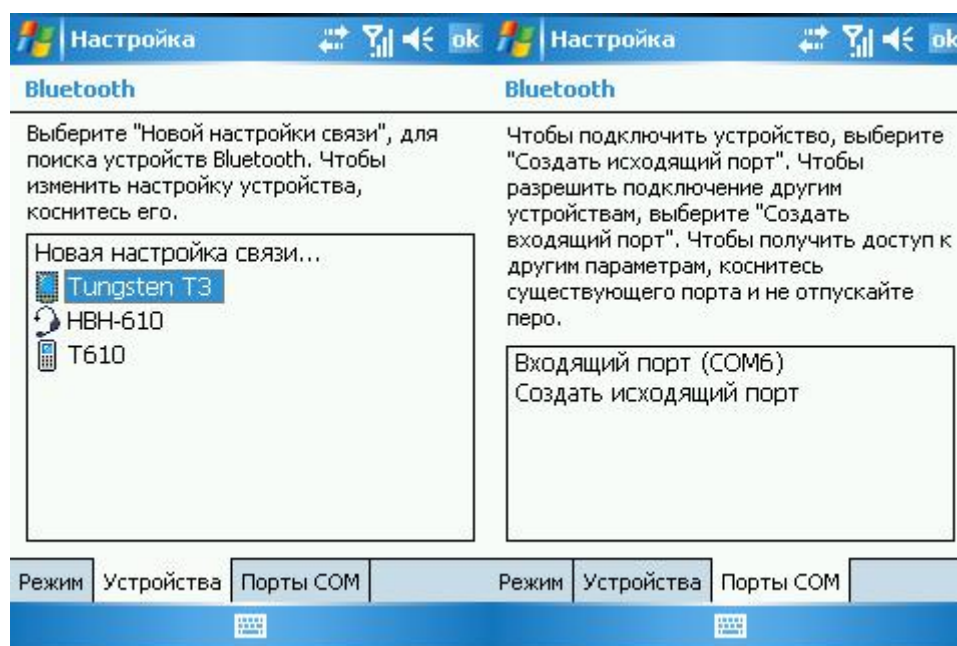 Настройка
ok
Bluetooth
Выберите "Новой настройки связи", для
поиска устройств Bluetooth. Чтобы
изменить настройку устройства,
коснитесь его.
Новая настройка связи...
Tungsten T3
HBH-610
T610
Режим
Устройства
Порты COM
Настройка
ok
Bluetooth
Чтобы подключить устройство, выберите
"Создать исходящий порт". Чтобы
разрешить подключение другим
устройствам, выберите "Создать
входящий порт". Чтобы получить доступ к
другим параметрам, коснитесь
существующего порта и не отпускайте
перо.
Входящий порт (COM6)
Создать исходящий порт
Режим
Устройства
Порты COM